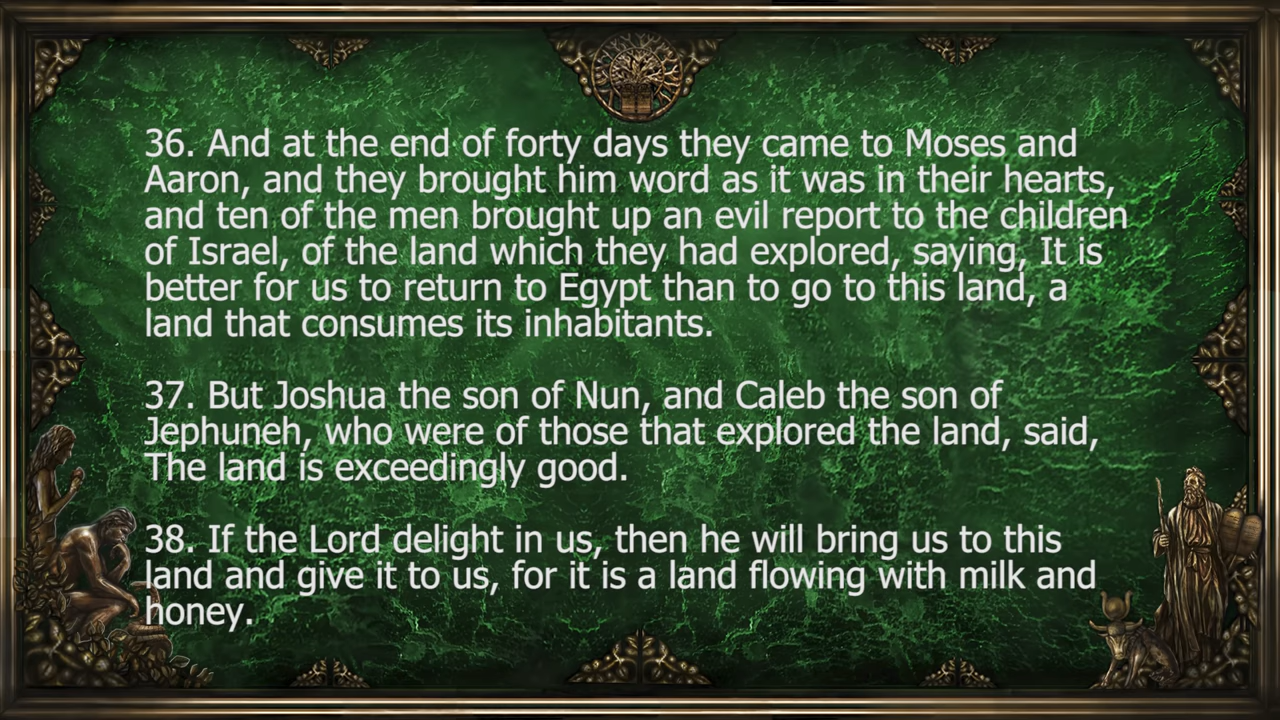 36. And at the end of forty days they came to Moses and
Aaron, and they brought him word as it was in their hearts,
and ten of the men brought up an evil report to the children
of Israel, of the land which they had explored, saying, It is
better for us to return to Egypt than to go to this land, a
land that consumes its inhabitants.
37. But Joshua the son of Nun, and Caleb the son of
Jephuneh, who were of those that explored the land, said,
The land is exceedingly good.
38. If the Lord delight in us, then he will bring us to this
land and give it to us, for it is a land flowing with milk and
honey.